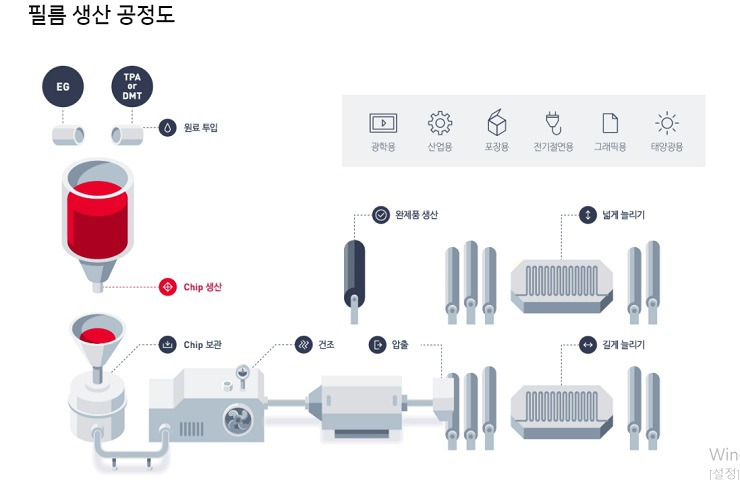 필름 생산 공정도
EG
TPA
or
DMT
원료 투입
광학용
산업용
포장용
전기절연용
그래픽용
태양광용
완제품 생산
넓게 늘리기
Chip 생산
Chip 보관
건조
압출
길게 늘리기
[설정]